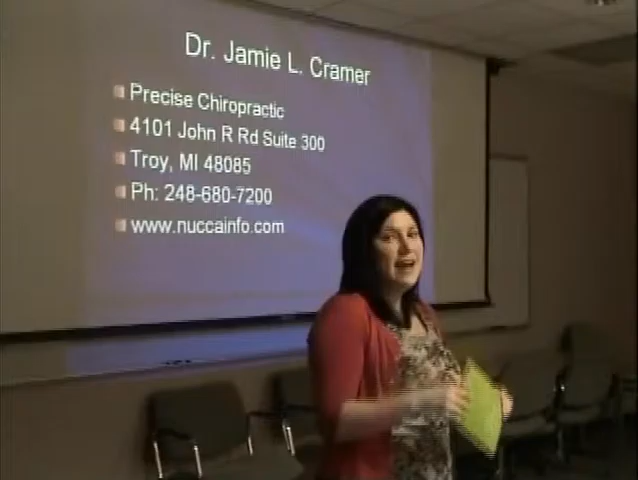 Dr. Jamie L. Cramer
Precise Chiropractic
4101 John R Rd Suite 300
Troy, MI 48085
Ph: 248-680-7200
www.nuccainfo.com